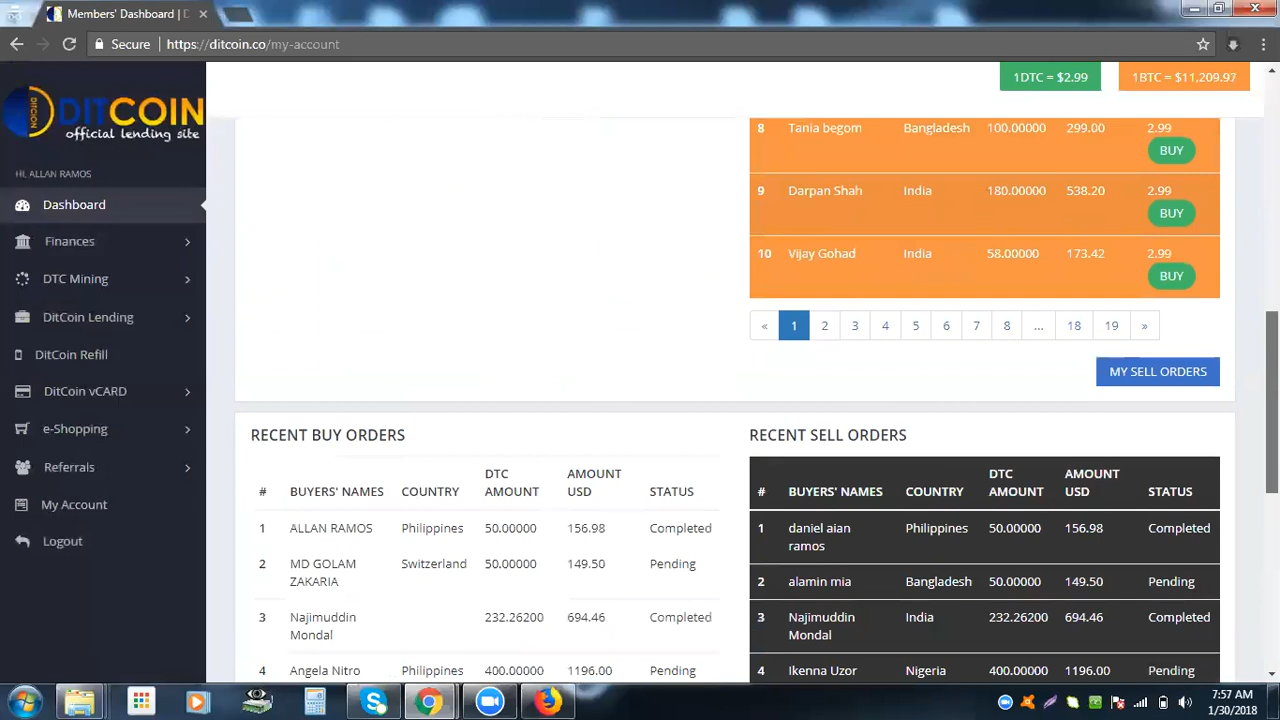 Members' Dashboard | D
Secure
https://ditcoin.co/my-account
DITCOIN
DITCOIN
official lending site
1DTC = $2.99
1BTC = $11,209.97
HI, ALLAN RAMOS
Dashboard
Finances
DTC Mining
DitCoin Lending
DitCoin Refill
DitCoin vCARD
e-Shopping
Referrals
My Account
Logout
8 Tania begom Bangladesh 100.00000 299.00 2.99
BUY
9 Darpan Shah India 180.00000 538.20 2.99
BUY
10 Vijay Gohad India 58.00000 173.42 2.99
BUY
« 1 2 3 4 5 6 7 8 ... 18 19 »
MY SELL ORDERS
RECENT BUY ORDERS
# BUYERS' NAMES COUNTRY DTC AMOUNT AMOUNT USD STATUS
1 ALLAN RAMOS Philippines 50.00000 156.98 Completed
2 MD GOLAM ZAKARIA Switzerland 50.00000 149.50 Pending
3 Najimuddin Mondal 232.26200 694.46 Completed
4 Angela Nitro Philippines 400.00000 1196.00 Pending
RECENT SELL ORDERS
# BUYERS' NAMES COUNTRY DTC AMOUNT AMOUNT USD STATUS
1 daniel aian ramos Philippines 50.00000 156.98 Completed
2 alamin mia Bangladesh 50.00000 149.50 Pending
3 Najimuddin Mondal India 232.26200 694.46 Completed
4 Ikenna Uzor Nigeria 400.00000 1196.00 Pending
7:57 AM
1/30/2018